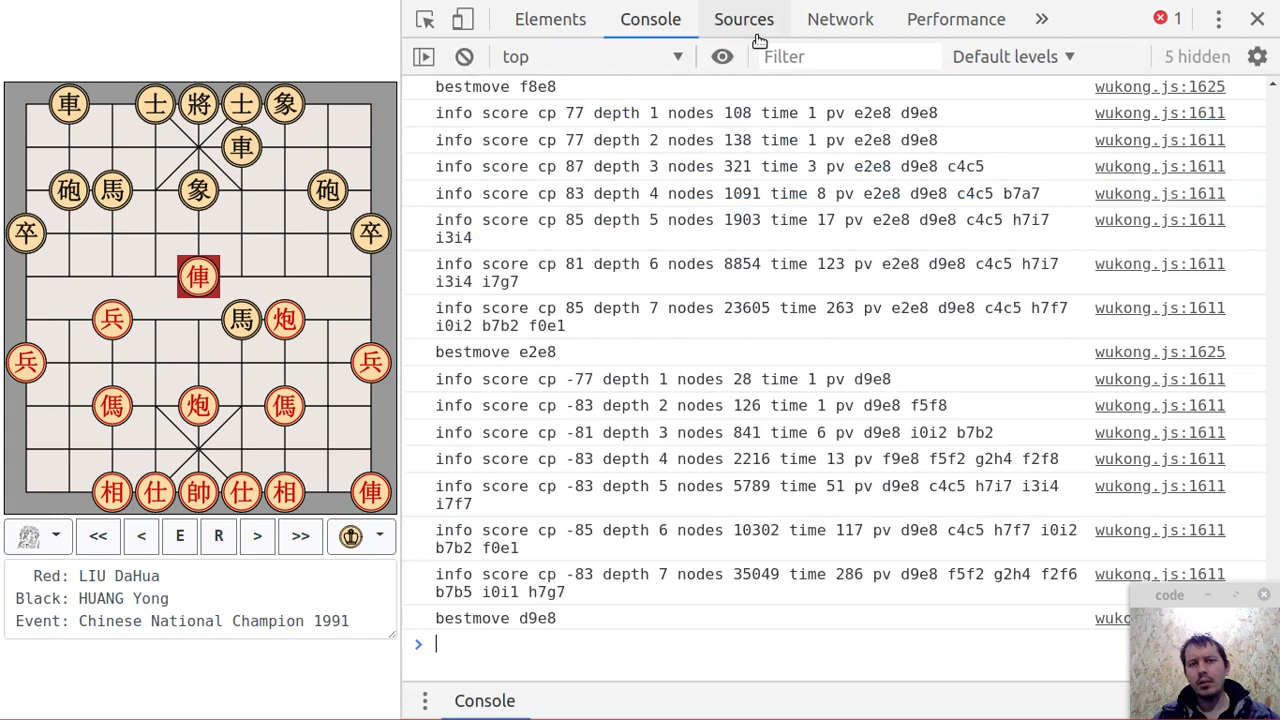 Elements Console Sources Network Performance 1
top Filter Default levels 5 hidden
車 士 將 士 象
車
砲 馬 象 砲
卒 卒
俥
兵 馬 炮
兵 兵
傌 炮 傌
相 仕 帥 仕 相 俥
<< < E R > >>
Red: LIU DaHua
Black: HUANG Yong
Event: Chinese National Champion 1991
bestmove f8e8 wukong.js:1625
info score cp 77 depth 1 nodes 108 time 1 pv e2e8 d9e8 wukong.js:1611
info score cp 77 depth 2 nodes 138 time 1 pv e2e8 d9e8 wukong.js:1611
info score cp 87 depth 3 nodes 321 time 3 pv e2e8 d9e8 c4c5 wukong.js:1611
info score cp 83 depth 4 nodes 1091 time 8 pv e2e8 d9e8 c4c5 b7a7 wukong.js:1611
info score cp 85 depth 5 nodes 1903 time 17 pv e2e8 d9e8 c4c5 h7i7 wukong.js:1611
i3i4
info score cp 81 depth 6 nodes 8854 time 123 pv e2e8 d9e8 c4c5 h7i7 wukong.js:1611
i3i4 i7g7
info score cp 85 depth 7 nodes 23605 time 263 pv e2e8 d9e8 c4c5 h7f7 wukong.js:1611
i0i2 b7b2 f0e1
bestmove e2e8 wukong.js:1625
info score cp -77 depth 1 nodes 28 time 1 pv d9e8 wukong.js:1611
info score cp -83 depth 2 nodes 126 time 1 pv d9e8 f5f8 wukong.js:1611
info score cp -81 depth 3 nodes 841 time 6 pv d9e8 i0i2 b7b2 wukong.js:1611
info score cp -83 depth 4 nodes 2216 time 13 pv f9e8 f5f2 g2h4 f2f8 wukong.js:1611
info score cp -83 depth 5 nodes 5789 time 51 pv d9e8 c4c5 h7i7 i3i4 wukong.js:1611
i7f7
info score cp -85 depth 6 nodes 10302 time 117 pv d9e8 c4c5 h7f7 i0i2 wukong.js:1611
b7b2 f0e1
info score cp -83 depth 7 nodes 35049 time 286 pv d9e8 f5f2 g2h4 f2f6 wukong.js:1611
b7b5 i0i1 h7g7
bestmove d9e8
>
code
Console